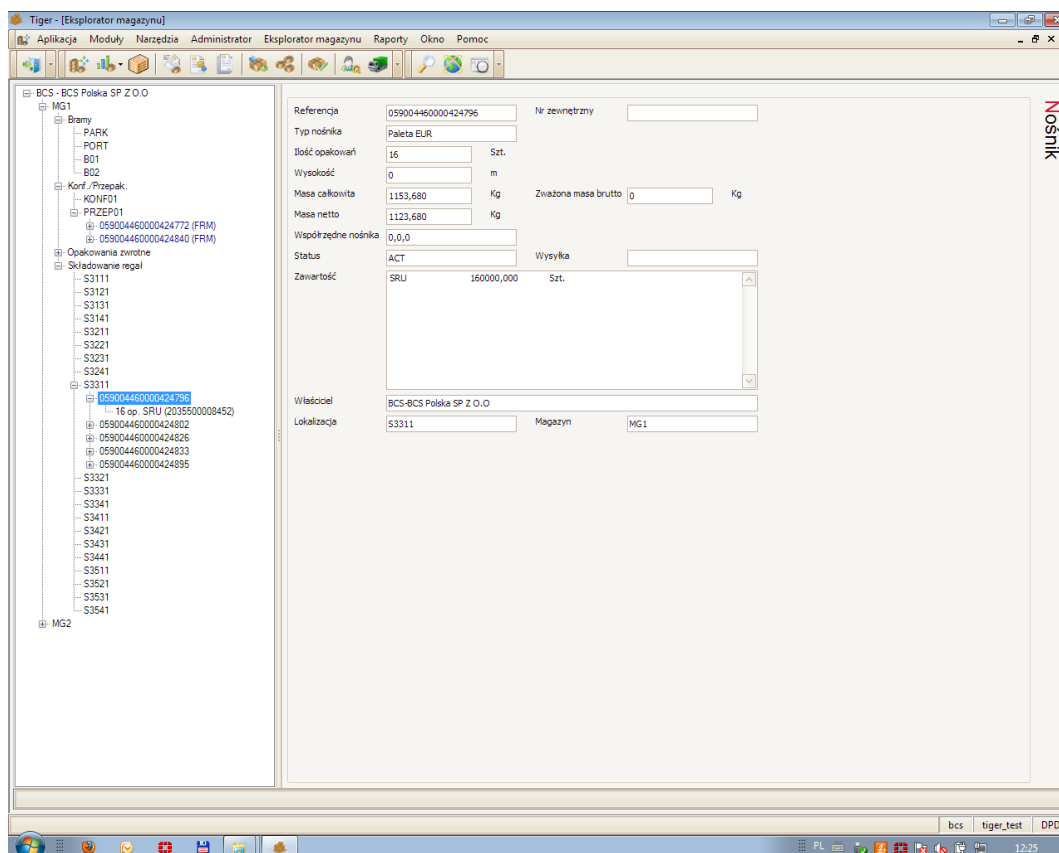 Tiger - [Eksplorator magazynu]
Aplikacja Moduły Narzędzia Administrator Eksplorator magazynu Raporty Okno Pomoc
BCS - BCS Polska SP Z O.O
MG1
Bramy
PARK
PORT
B01
B02
Konf./Przepak.
KONF01
PRZEP01
059004460000424772 (FRM)
059004460000424840 (FRM)
Opakowania zwrotne
Składowanie regał
S3111
S3121
S3131
S3141
S3211
S3221
S3231
S3241
S3311
059004460000424796
16 op. SRU (2035500008452)
059004460000424802
059004460000424826
059004460000424833
059004460000424895
S3321
S3331
S3341
S3411
S3421
S3431
S3441
S3511
S3521
S3531
S3541
MG2
Nośnik
Referencja 059004460000424796 Nr zewnętrzny
Typ nośnika Paleta EUR
Ilość opakowań 16 Szt.
Wysokość 0 m
Masa całkowita 1153,680 Kg Zważona masa brutto 0 Kg
Masa netto 1123,680 Kg
Współrzędne nośnika 0,0,0
Status ACT Wysyłka
Zawartość SRU 160000,000 Szt.
Właściciel BCS-BCS Polska SP Z O.O
Lokalizacja S3311 Magazyn MG1
bcs tiger_test DPD
PL 12:25